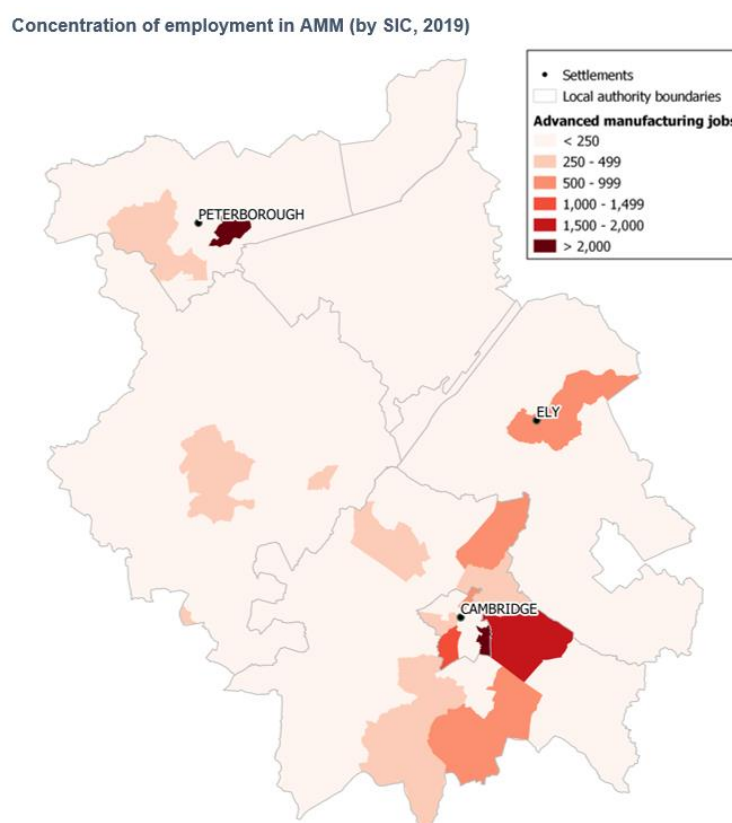 Concentration of employment in AMM (by SIC, 2019)
Settlements
Local authority boundaries
Advanced manufacturing jobs
< 250
250 - 499
500 - 999
1,000 - 1,499
1,500 - 2,000
> 2,000
PETERBOROUGH
ELY
CAMBRIDGE